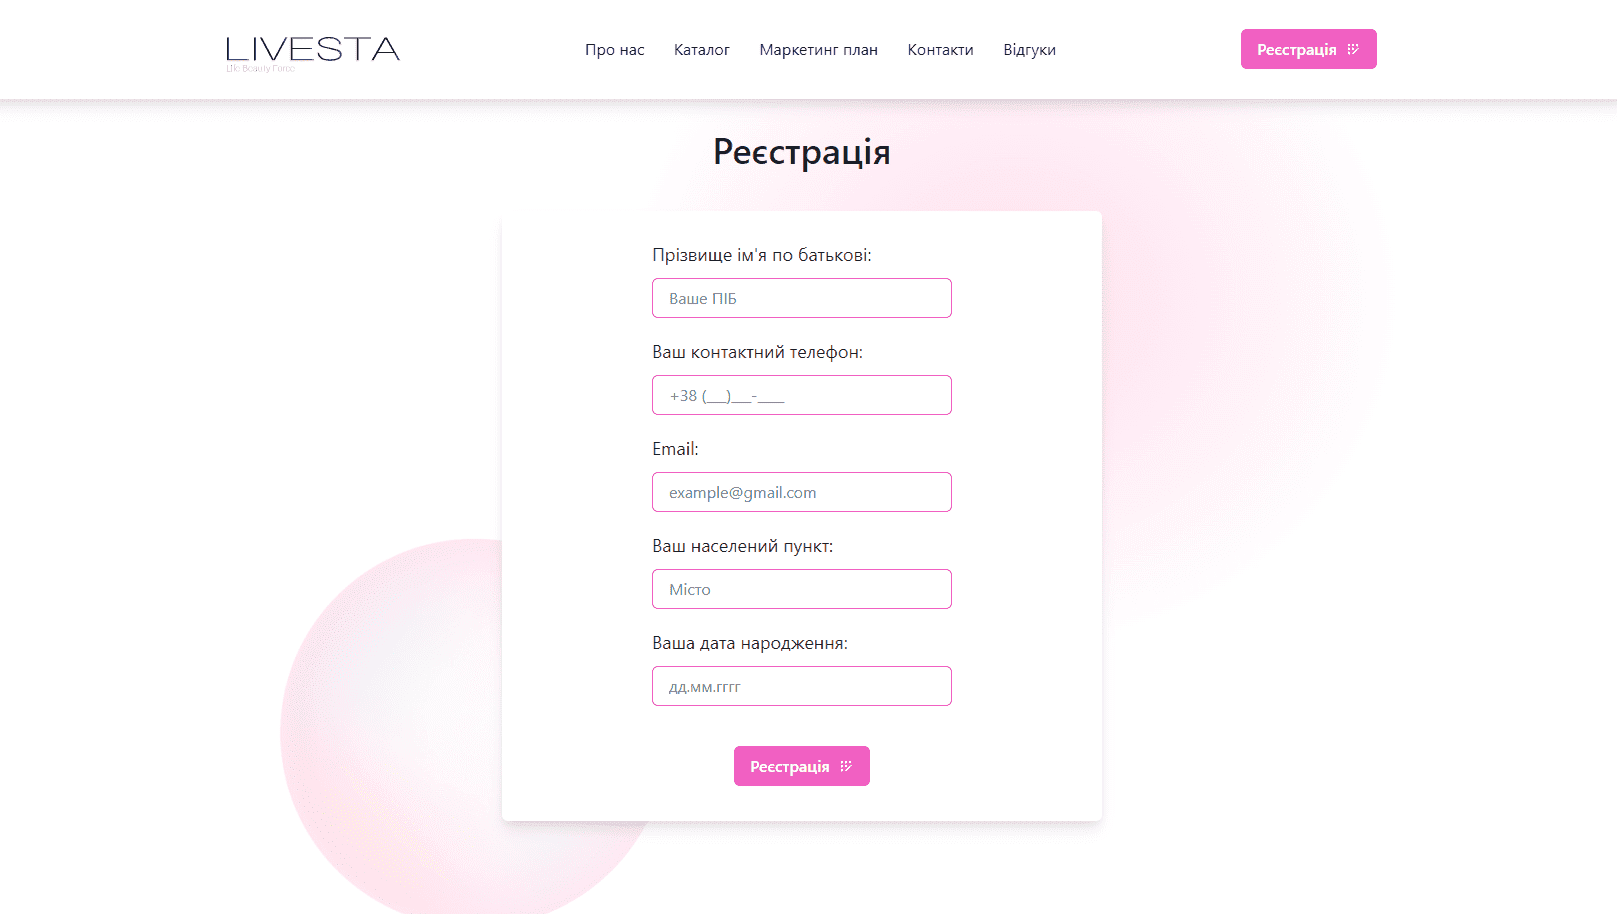 LIVESTA
Life Beauty Force
Про нас
Каталог
Маркетинг план
Контакти
Відгуки
Реєстрація
Реєстрація
Прізвище ім'я по батькові:
Ваше ПІБ
Ваш контактний телефон:
+38 (__)__-___
Email:
example@gmail.com
Ваш населений пункт:
Місто
Ваша дата народження:
дд.мм.гггг
Реєстрація